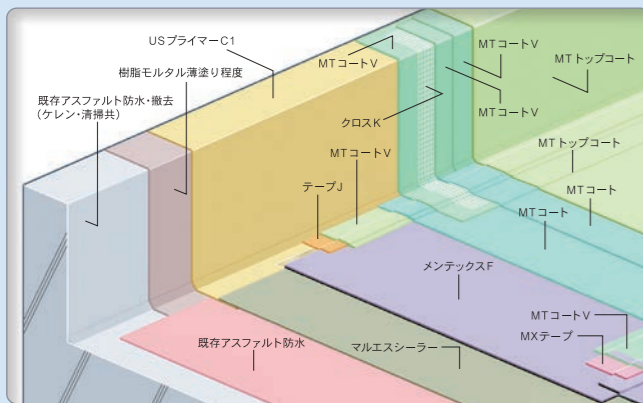 USプライマーC1
MTコートV
MTコートV
MTトップコート
樹脂モルタル薄塗り程度
既存アスファルト防水・撤去
(ケレン・清掃共)
MTコートV
クロスK
MTコートV
MTトップコート
テープJ
MTコート
MTコート
メンテックスF
MTコートV
MXテープ
既存アスファルト防水
マルエスシーラー